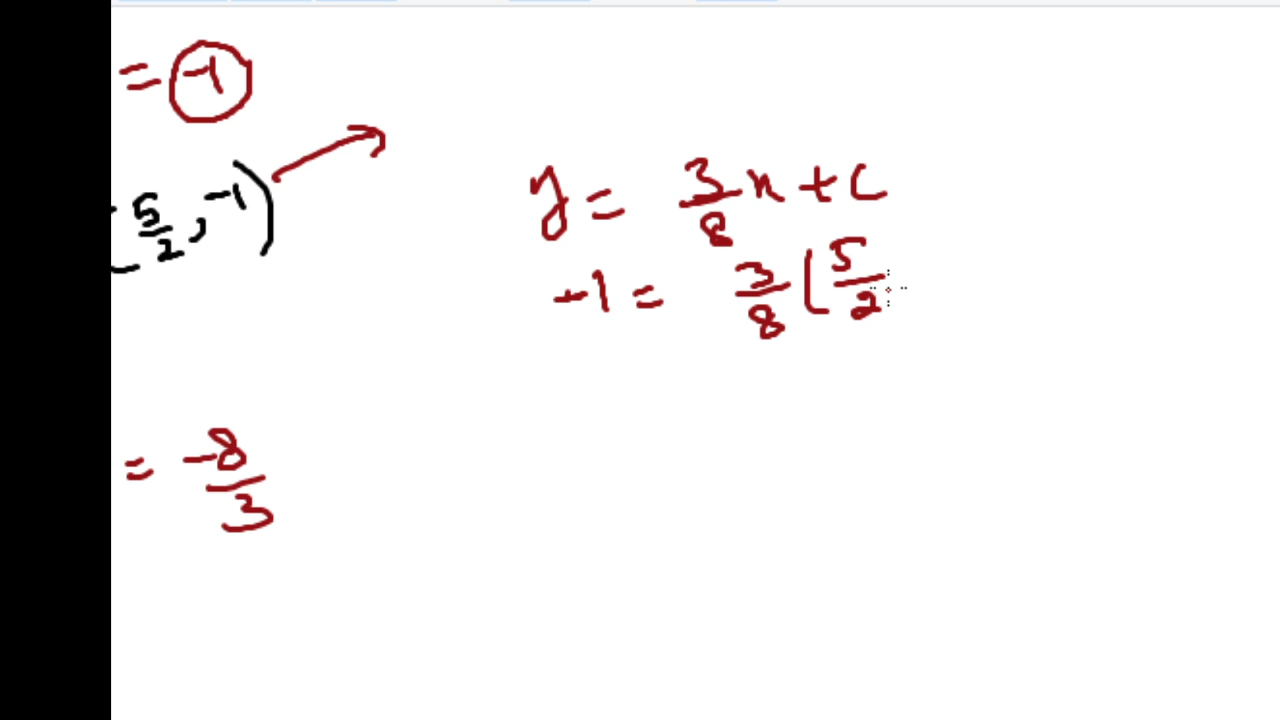 = -1
(5/2, -1)
y = 3/8 x + c
-1 = 3/8 (5/2
= -8/3